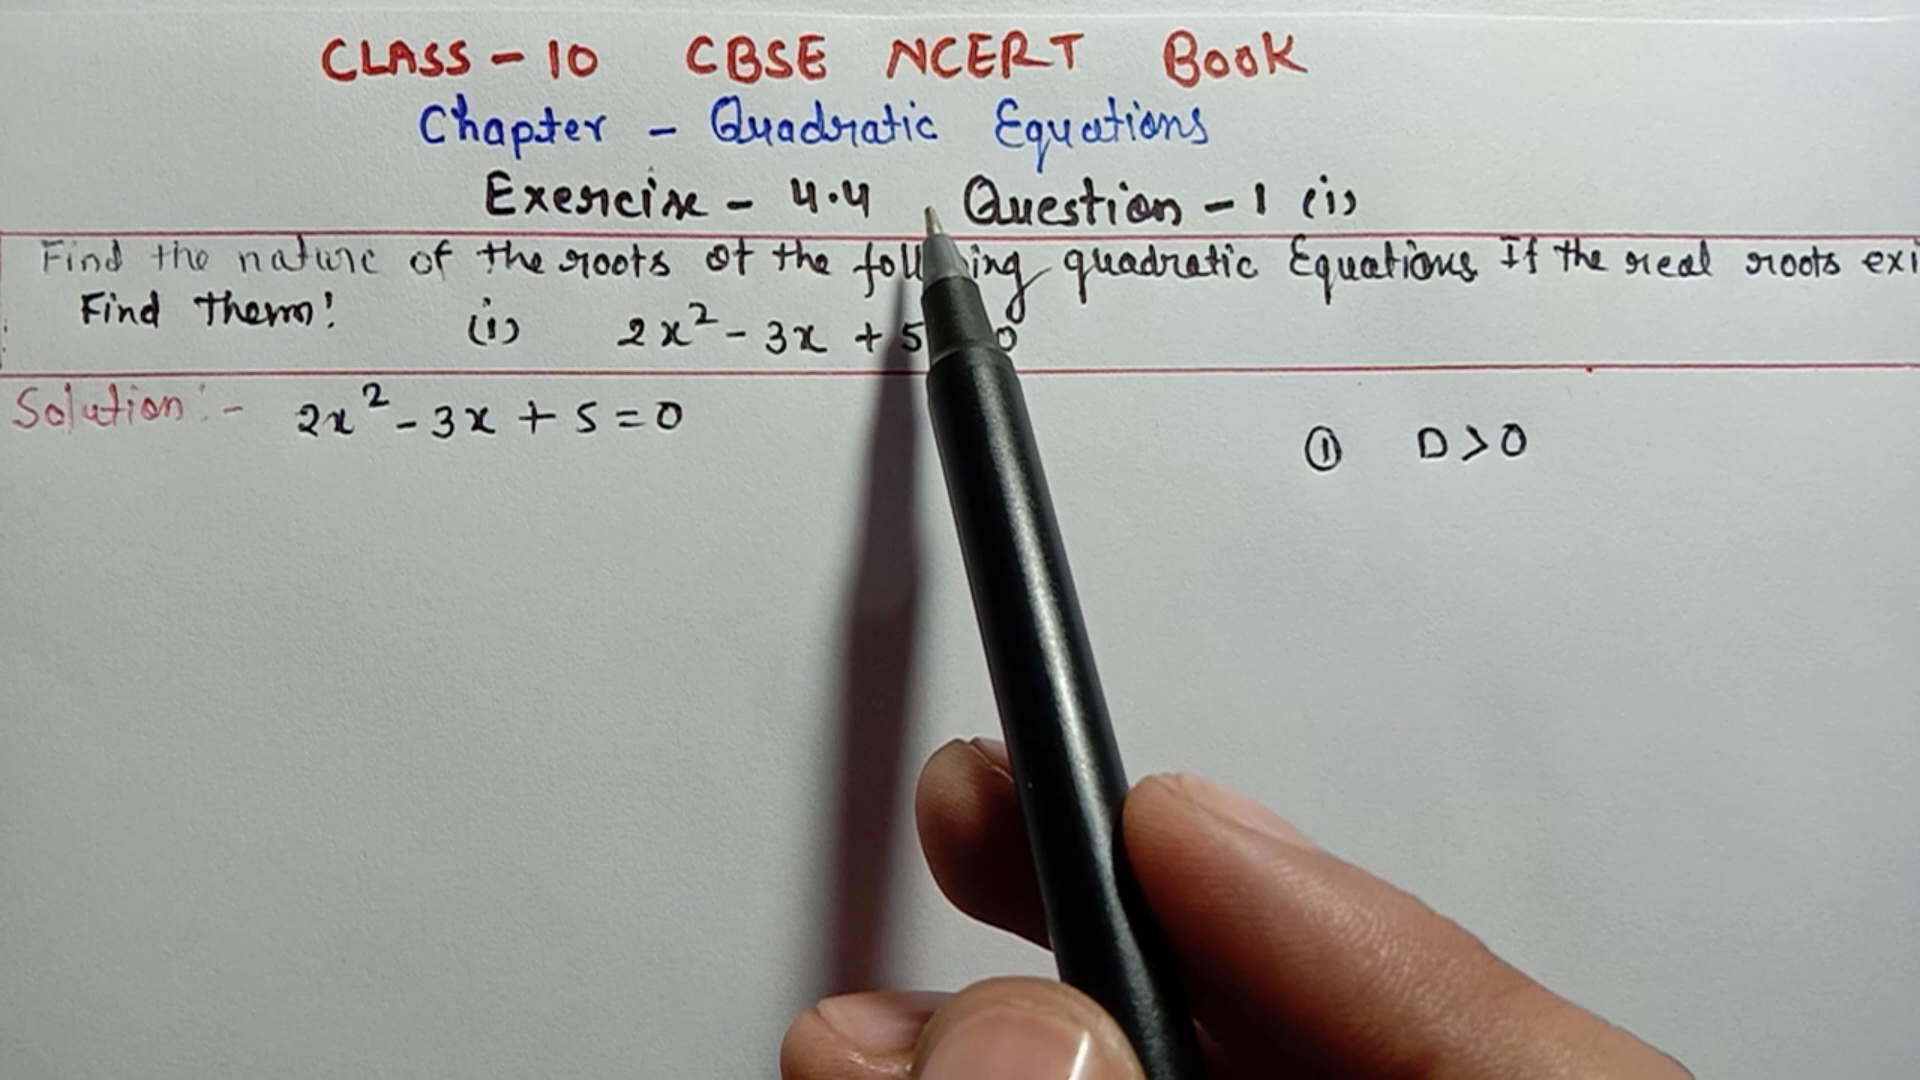 CLASS - 10 CBSE NCERT Book
Chapter - Quadratic Equations
Exercise - 4.4 Question - 1 (i)
Find the nature of the roots of the following quadratic Equations If the real roots exi
Find Them!
(i) 2x² - 3x + 5 0
Solution:- 2x² - 3x + 5 = 0
① D > 0